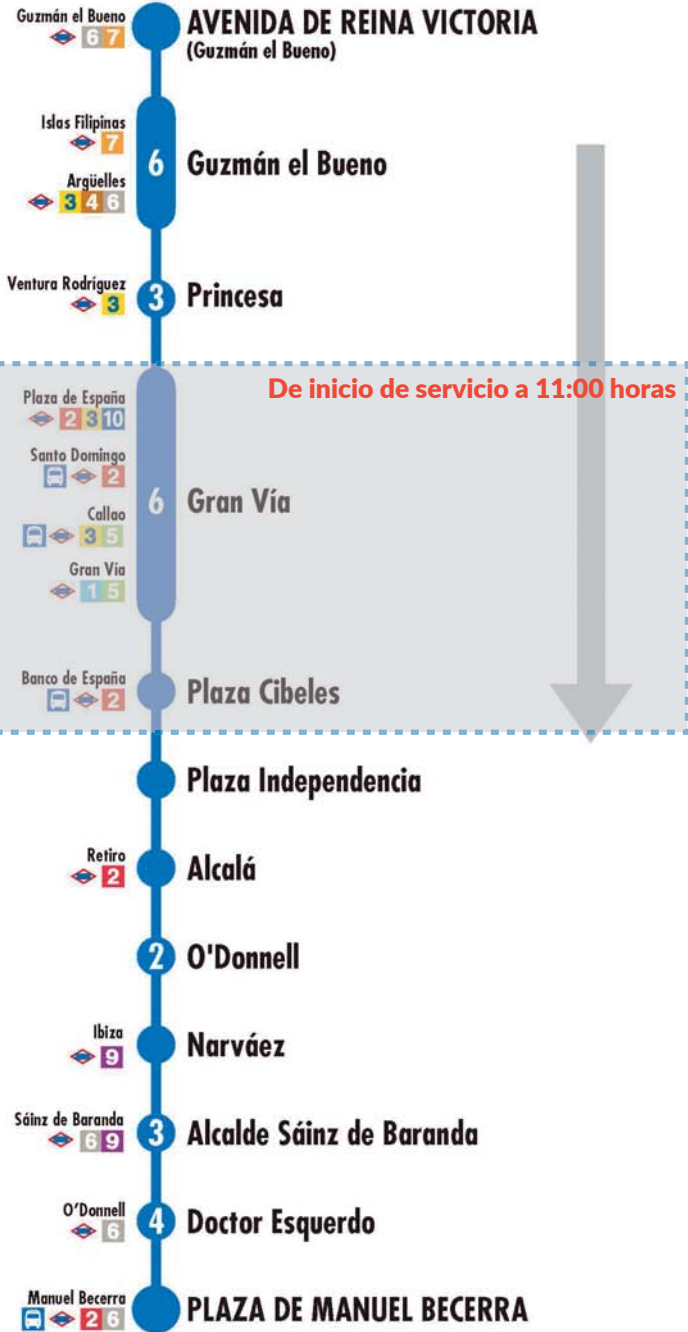 Guzmán el Bueno
6 7
AVENIDA DE REINA VICTORIA
(Guzmán el Bueno)
Islas Filipinas
7
6
Guzmán el Bueno
Argüelles
3 4 6
Ventura Rodríguez
3
3
Princesa
De inicio de servicio a 11:00 horas
Plaza de España
2 3 10
Santo Domingo
2
6
Gran Vía
Callao
3 5
Gran Vía
1 5
Banco de España
2
Plaza Cibeles
Plaza Independencia
Retiro
2
Alcalá
2
O'Donnell
Ibiza
9
Narváez
Sáinz de Baranda
6 9
3
Alcalde Sáinz de Baranda
O'Donnell
6
4
Doctor Esquerdo
Manuel Becerra
2 6
PLAZA DE MANUEL BECERRA